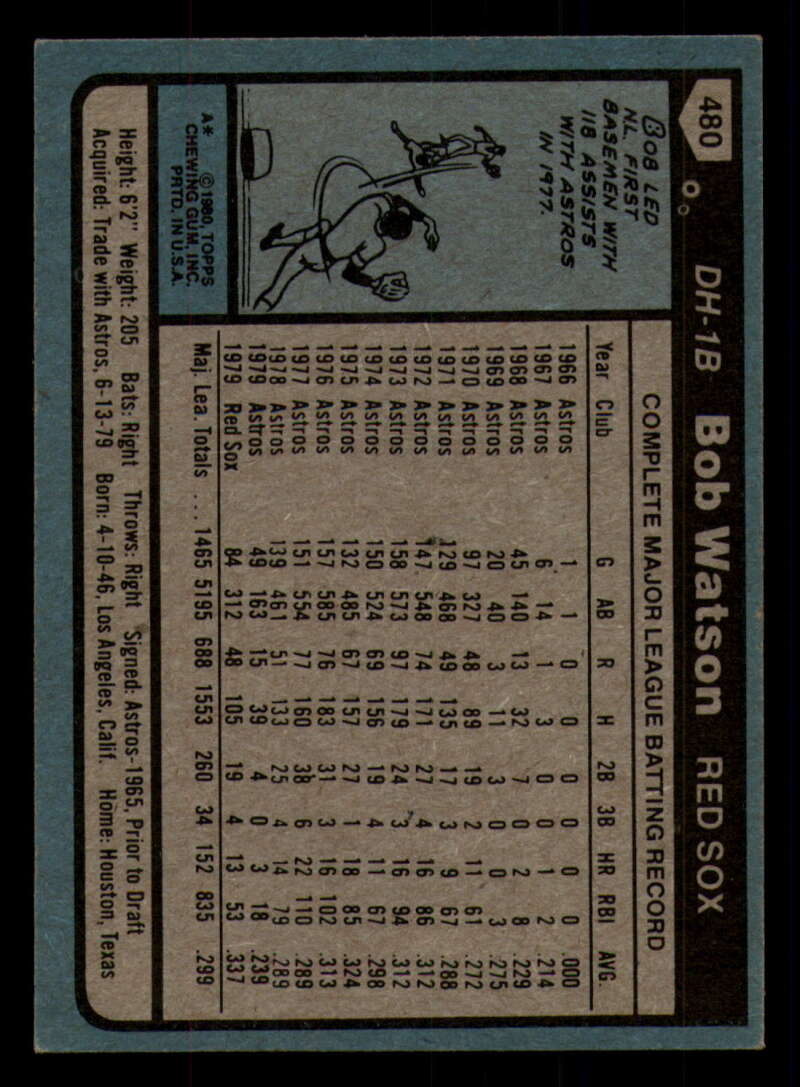 480 DH-1B Bob Watson RED SOX
BOB LED
N.L. FIRST
BASEMEN WITH
118 ASSISTS
WITH ASTROS
IN 1977.
A* © 1980, TOPPS
CHEWING GUM, INC.
PRTD. IN U.S.A.
COMPLETE MAJOR LEAGUE BATTING RECORD
Year Club G AB R H 2B 3B HR RBI AVG.
1966 Astros 1 1 0 0 0 0 0 0 .000
1967 Astros 6 14 1 3 0 0 1 2 .214
1968 Astros 45 140 13 32 7 0 2 8 .229
1969 Astros 20 40 3 11 3 0 0 3 .275
1970 Astros 97 327 48 89 19 2 11 61 .272
1971 Astros 129 468 49 135 17 3 9 67 .288
1972 Astros 147 548 74 171 27 4 16 86 .312
1973 Astros 158 573 97 179 24 3 16 94 .312
1974 Astros 150 524 69 156 19 4 11 67 .298
1975 Astros 132 485 67 157 27 1 18 85 .324
1976 Astros 157 585 76 183 31 3 16 102 .313
1977 Astros 151 554 77 160 38 6 22 110 .289
1978 Astros 139 461 51 133 25 4 14 79 .289
1979 Astros 49 163 15 39 4 0 3 18 .239
1979 Red Sox 84 312 48 105 19 4 13 53 .337
Maj. Lea. Totals ... 1465 5195 688 1553 260 34 152 835 .299
Height: 6'2" Weight: 205 Bats: Right Throws: Right Signed: Astros-1965, Prior to Draft
Acquired: Trade with Astros, 6-13-79 Born: 4-10-46, Los Angeles, Calif. Home: Houston, Texas